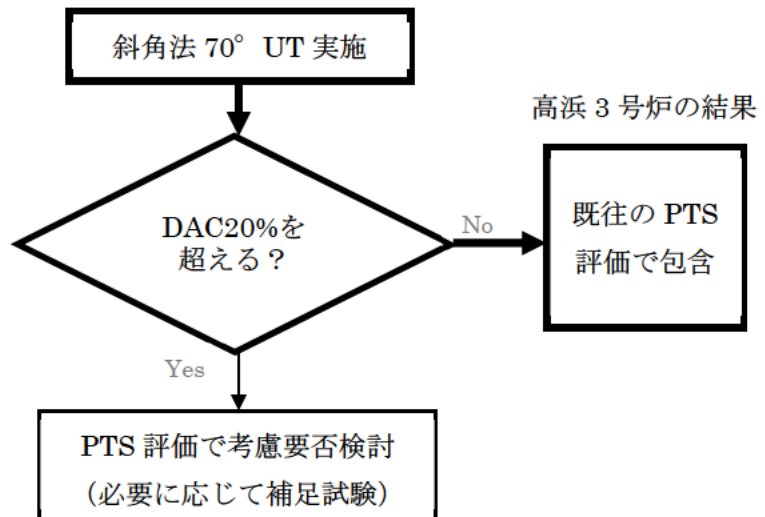 斜角法 70° UT 実施
高浜 3 号炉の結果
DAC20%を
超える？
No
既往の PTS
評価で包含
Yes
PTS 評価で考慮要否検討
（必要に応じて補足試験）